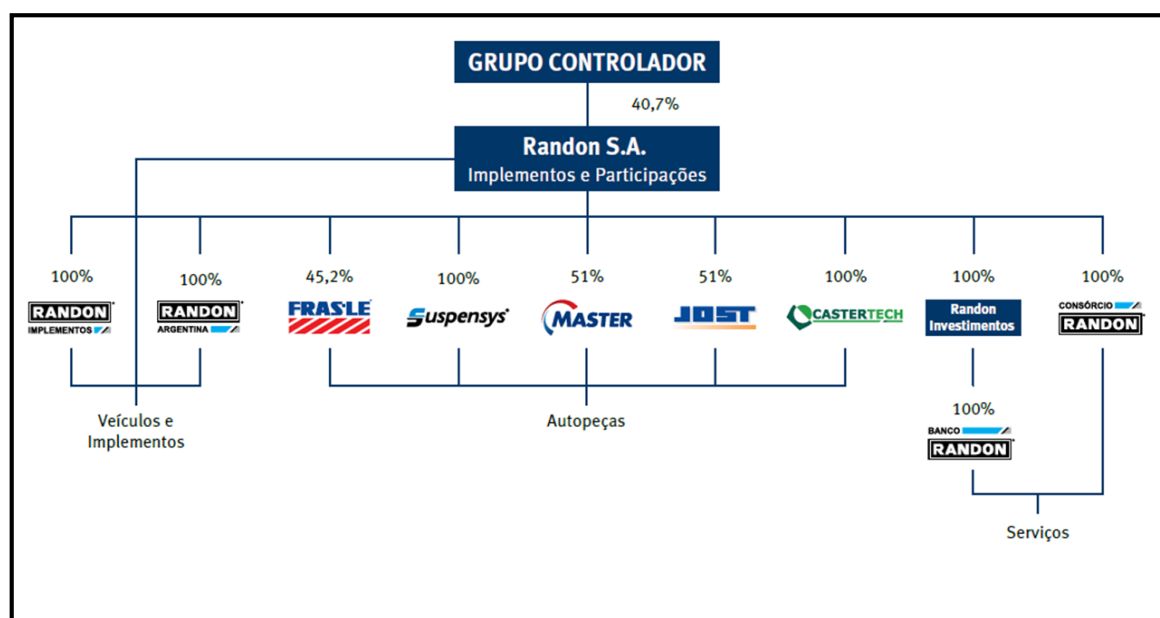 GRUPO CONTROLADOR
40,7%
Randon S.A.
Implementos e Participações
100%
RANDON
IMPLEMENTOS
100%
RANDON
ARGENTINA
45,2%
FRAS-LE
100%
Suspensys
51%
MASTER
51%
JOST
100%
CASTERTECH
100%
Randon
Investimentos
100%
CONSÓRCIO
RANDON
Veículos e
Implementos
Autopeças
100%
BANCO
RANDON
Serviços